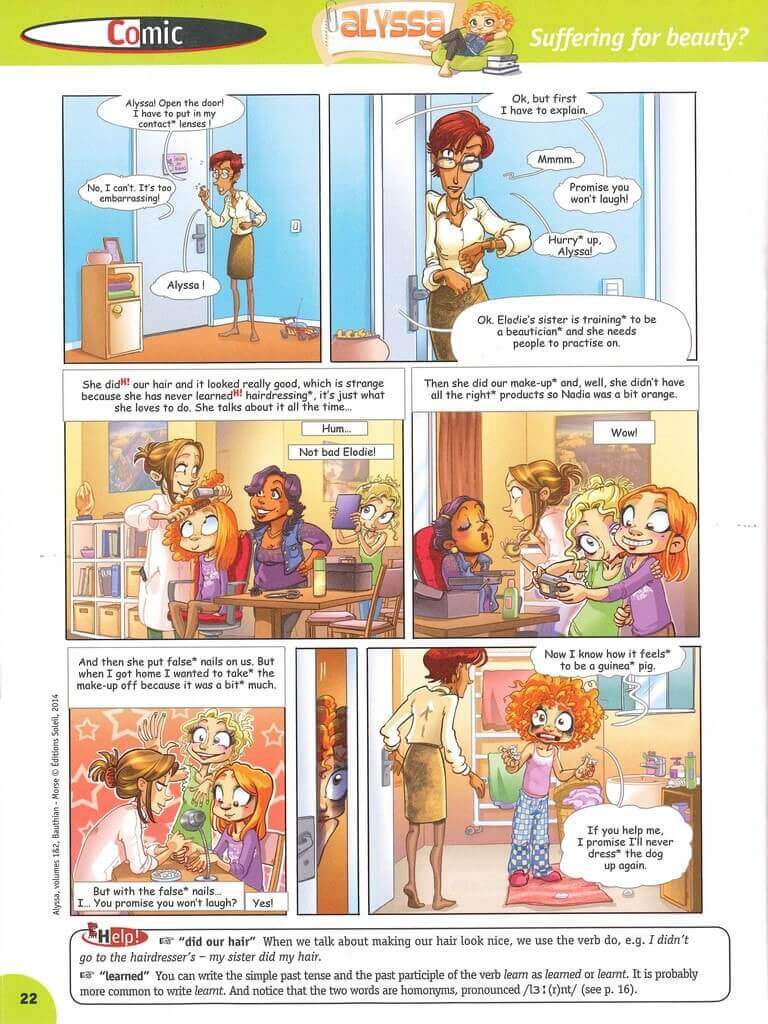 Comic
ALYSSA
Suffering for beauty?
Alyssa! Open the door!
I have to put in my
contact* lenses !
No, I can't. It's too
embarrassing!
Alyssa !
Ok, but first
I have to explain.
Mmmm.
Promise you
won't laugh!
Hurry* up,
Alyssa!
Ok. Elodie's sister is training* to be
a beautician* and she needs
people to practise on.
She did H! our hair and it looked really good, which is strange
because she has never learned H! hairdressing*, it's just what
she loves to do. She talks about it all the time...
Hum...
Not bad Elodie!
Then she did our make-up* and, well, she didn't have
all the right* products so Nadia was a bit orange.
Wow!
And then she put false* nails on us. But
when I got home I wanted to take* the
make-up off because it was a bit* much.
But with the false* nails...
I... You promise you won't laugh?
Yes!
Now I know how it feels*
to be a guinea* pig.
If you help me,
I promise I'll never
dress* the dog
up again.
Alyssa, volumes 1&2, Bauthian - Morse © Éditions Soleil, 2014
Help!
☞ "did our hair" When we talk about making our hair look nice, we use the verb do, e.g. I didn't
go to the hairdresser's – my sister did my hair.
☞ "learned" You can write the simple past tense and the past participle of the verb learn as learned or learnt. It is probably
more common to write learnt. And notice that the two words are homonyms, pronounced /lɜː(r)nt/ (see p. 16).
22